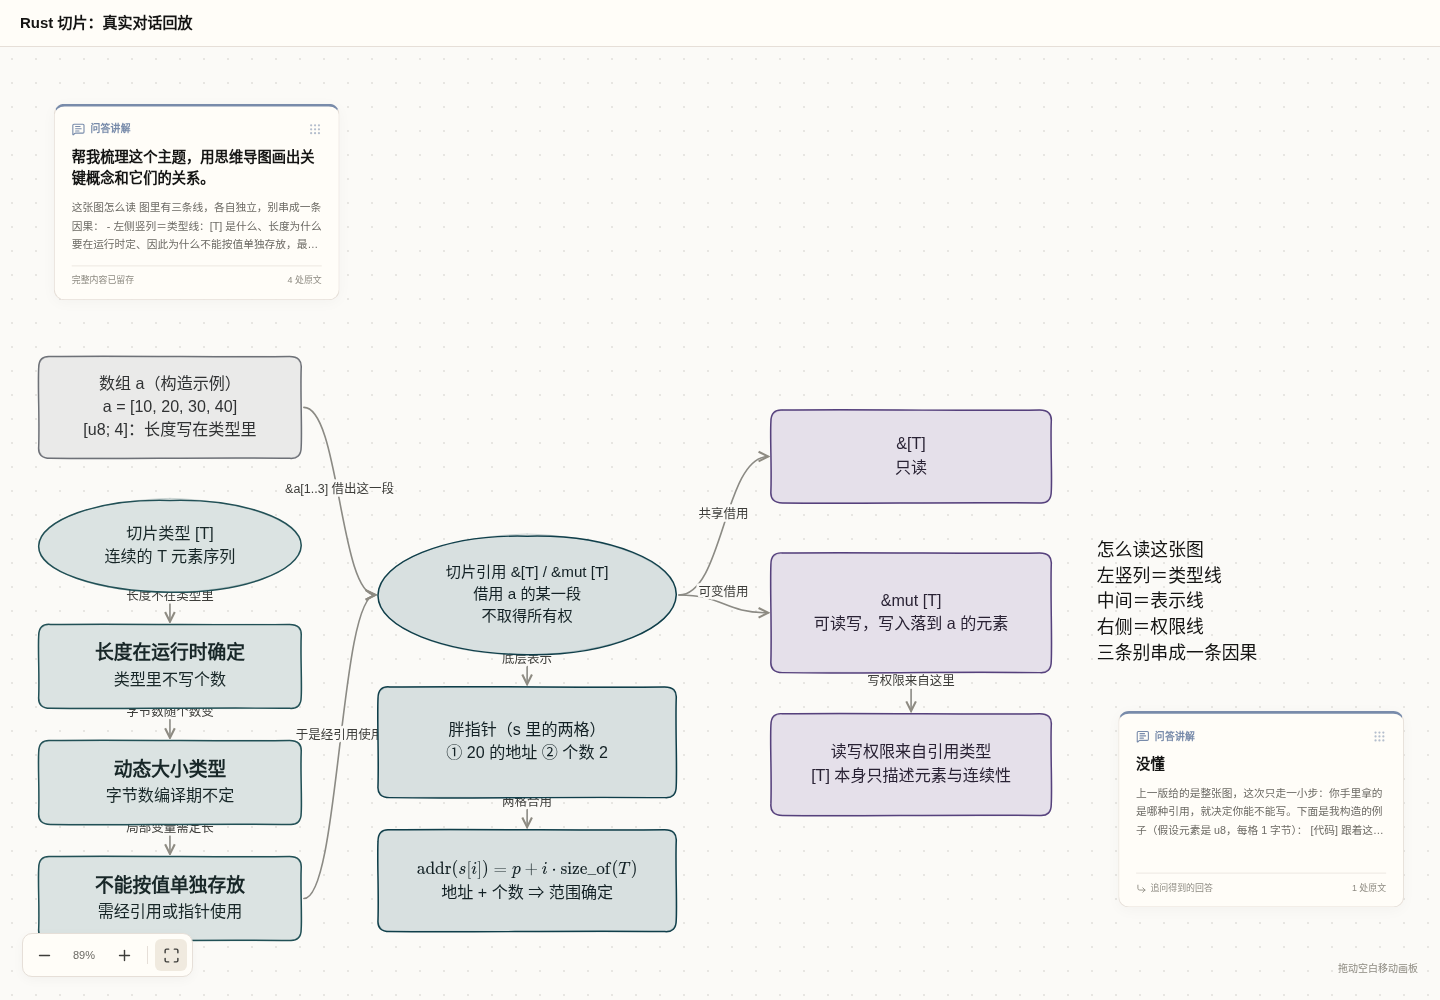 Rust 切片：真实对话回放
问答讲解
帮我梳理这个主题，用思维导图画出关
键概念和它们的关系。
这张图怎么读 图里有三条线，各自独立，别串成一条
因果： - 左侧竖列＝类型线：[T] 是什么、长度为什么
要在运行时定、因此为什么不能按值单独存放，最…
完整内容已留存
4 处原文
数组 a（构造示例）
a = [10, 20, 30, 40]
[u8; 4]：长度写在类型里
&a[1..3] 借出这一段
切片类型 [T]
连续的 T 元素序列
长度不在类型里
长度在运行时确定
类型里不写个数
字节数随个数变
动态大小类型
字节数编译期不定
局部变量需定长
不能按值单独存放
需经引用或指针使用
于是经引用使用
切片引用 &[T] / &mut [T]
借用 a 的某一段
不取得所有权
底层表示
胖指针（s 里的两格）
① 20 的地址 ② 个数 2
两格合用
addr(s[i]) = p + i · size_of(T)
地址 + 个数 ⇒ 范围确定
共享借用
可变借用
&[T]
只读
&mut [T]
可读写，写入落到 a 的元素
写权限来自这里
读写权限来自引用类型
[T] 本身只描述元素与连续性
怎么读这张图
左竖列＝类型线
中间＝表示线
右侧＝权限线
三条别串成一条因果
问答讲解
没懂
上一版给的是整张图，这次只走一小步：你手里拿的
是哪种引用，就决定你能不能写。下面是我构造的例
子（假设元素是 u8，每格 1 字节）： [代码] 跟着这…
追问得到的回答
1 处原文
89%
拖动空白移动画板